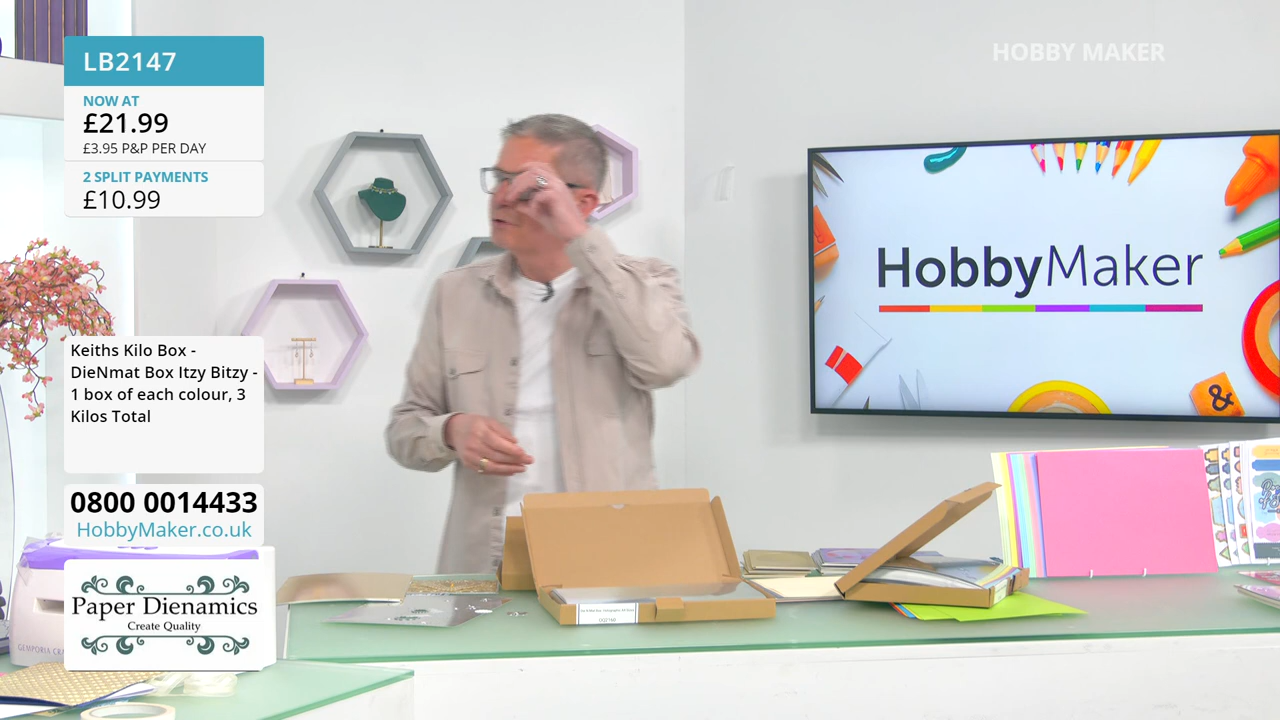 LB2147
NOW AT
£21.99
£3.95 P&P PER DAY
2 SPLIT PAYMENTS
£10.99
Keiths Kilo Box -
DieNmat Box Itzy Bitzy -
1 box of each colour, 3
Kilos Total
0800 0014433
HobbyMaker.co.uk
Paper Dienamics
Create Quality
HOBBY MAKER
HobbyMaker
&